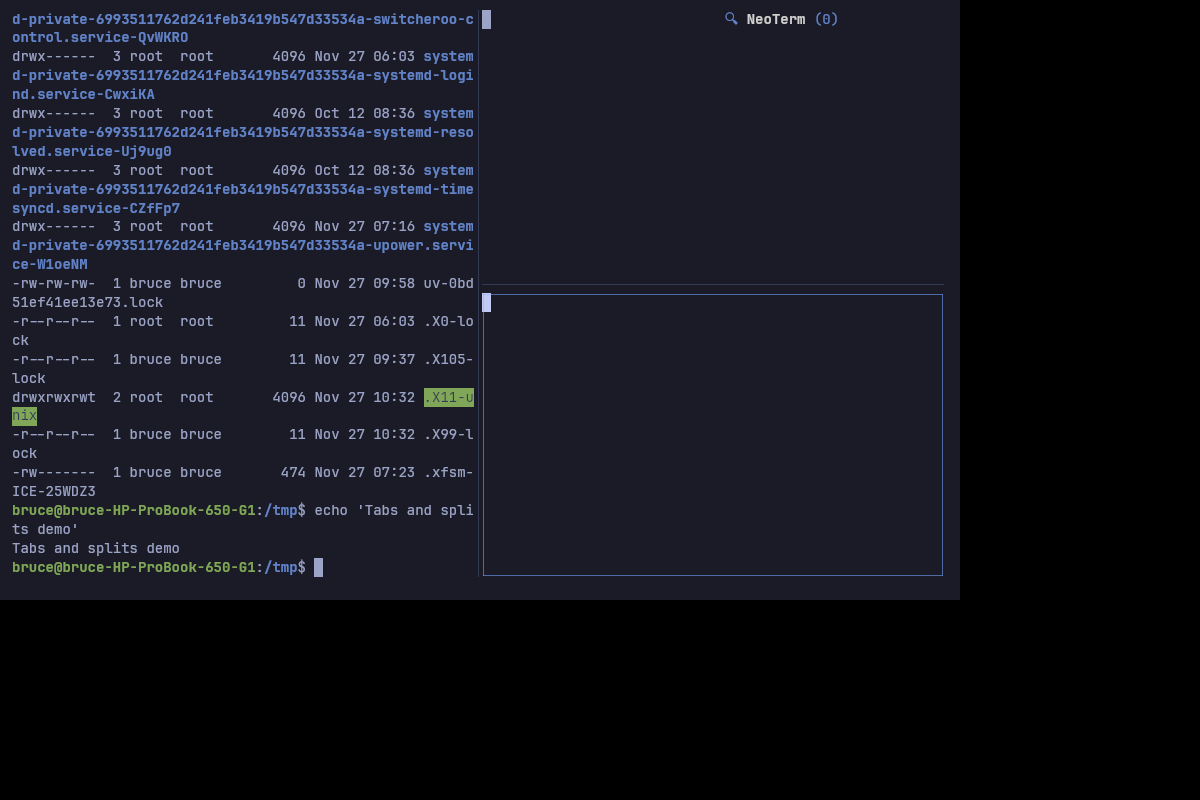 d-private-6993511762d241feb3419b547d33534a-switcheroo-c
ontrol.service-QvWKRO
drwx------  3 root  root       4096 Nov 27 06:03 system
d-private-6993511762d241feb3419b547d33534a-systemd-logi
nd.service-CwxiKA
drwx------  3 root  root       4096 Oct 12 08:36 system
d-private-6993511762d241feb3419b547d33534a-systemd-reso
lved.service-Uj9ug0
drwx------  3 root  root       4096 Oct 12 08:36 system
d-private-6993511762d241feb3419b547d33534a-systemd-time
syncd.service-CZfFp7
drwx------  3 root  root       4096 Nov 27 07:16 system
d-private-6993511762d241feb3419b547d33534a-upower.servi
ce-W1oeNM
-rw-rw-rw-  1 bruce bruce         0 Nov 27 09:58 uv-0bd
51ef41ee13e73.lock
-r--r--r--  1 root  root         11 Nov 27 06:03 .X0-lo
ck
-r--r--r--  1 bruce bruce        11 Nov 27 09:37 .X105-
lock
drwxrwxrwt  2 root  root       4096 Nov 27 10:32 .X11-u
nix
-r--r--r--  1 bruce bruce        11 Nov 27 10:32 .X99-l
ock
-rw-------  1 bruce bruce       474 Nov 27 07:23 .xfsm-
ICE-25WDZ3
bruce@bruce-HP-ProBook-650-G1:/tmp$ echo 'Tabs and spli
ts demo'
Tabs and splits demo
bruce@bruce-HP-ProBook-650-G1:/tmp$
🔍 NeoTerm (0)